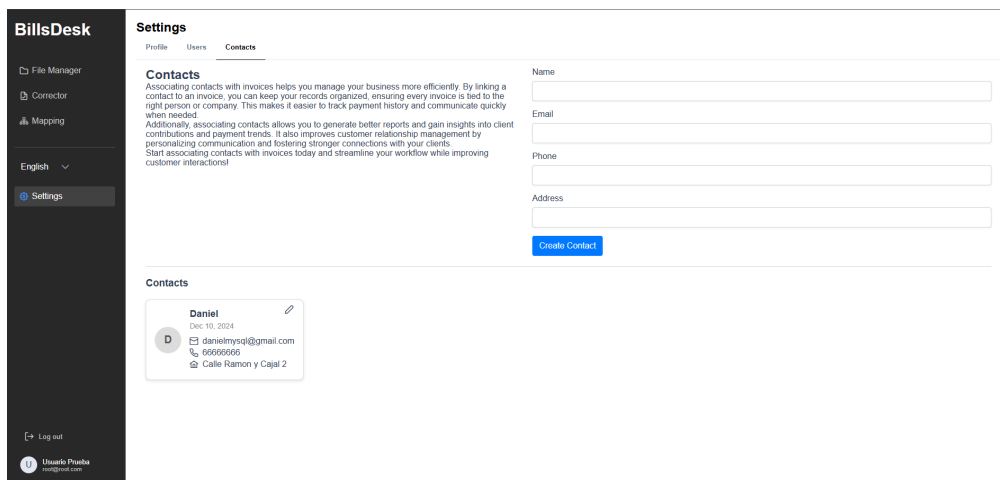 BillsDesk
File Manager
Corrector
Mapping
English
Settings
Log out
U
Usuario Prueba
root@root.com
Settings
Profile Users Contacts
Contacts
Associating contacts with invoices helps you manage your business more efficiently. By linking a
contact to an invoice, you can keep your records organized, ensuring every invoice is tied to the
right person or company. This makes it easier to track payment history and communicate quickly
when needed.
Additionally, associating contacts allows you to generate better reports and gain insights into client
contributions and payment trends. It also improves customer relationship management by
personalizing communication and fostering stronger connections with your clients.
Start associating contacts with invoices today and streamline your workflow while improving
customer interactions!
Name
Email
Phone
Address
Create Contact
Contacts
D
Daniel
Dec 10, 2024
danielmysql@gmail.com
66666666
Calle Ramon y Cajal 2